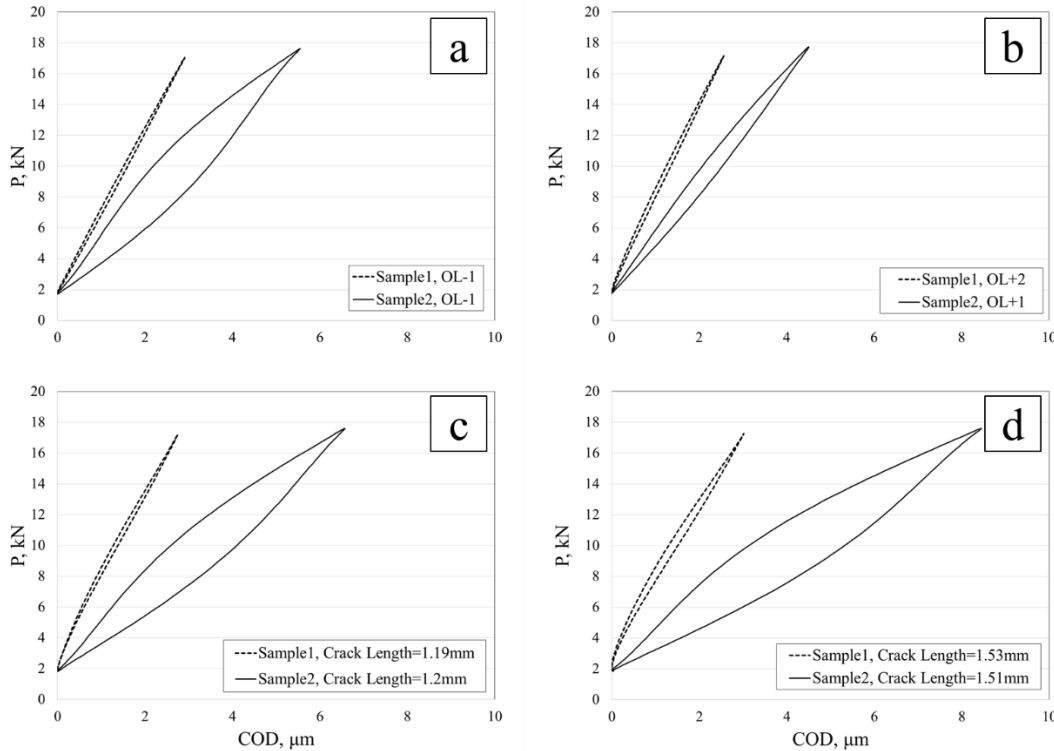 20
18
16
14
12
10
8
6
4
2
0
P, kN
a
Sample1, OL-1
Sample2, OL-1
0 2 4 6 8 10
20
18
16
14
12
10
8
6
4
2
0
P, kN
b
Sample1, OL+2
Sample2, OL+1
0 2 4 6 8 10
20
18
16
14
12
10
8
6
4
2
0
P, kN
c
Sample1, Crack Length=1.19mm
Sample2, Crack Length=1.2mm
0 2 4 6 8 10
COD, μm
20
18
16
14
12
10
8
6
4
2
0
P, kN
d
Sample1, Crack Length=1.53mm
Sample2, Crack Length=1.51mm
0 2 4 6 8 10
COD, μm